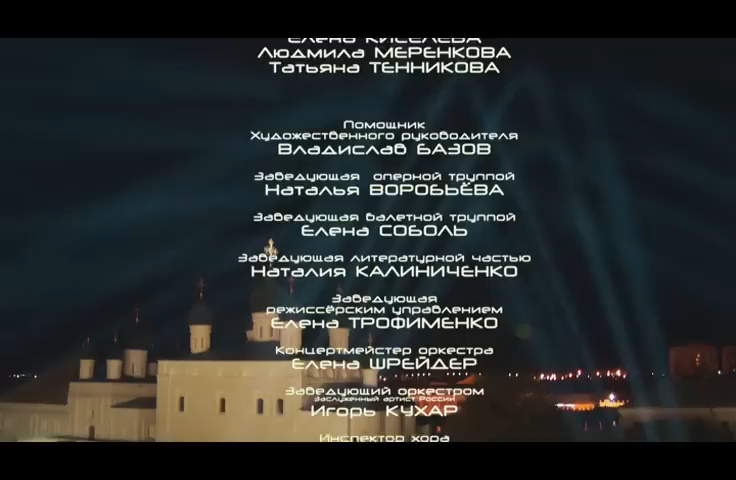 Елена КИСЕЛЁВА
Людмила МЕРЕНКОВА
Татьяна ТЕННИКОВА
Помощник
Художественного руководителя
Владислав БАЗОВ
Заведующая оперной труппой
Наталья ВОРОБЬЁВА
Заведующая балетной труппой
Елена СОБОЛЬ
Заведующая литературной частью
Наталия КАЛИНИЧЕНКО
Заведующая
режиссёрским управлением
Елена ТРОФИМЕНКО
Концертмейстер оркестра
Елена ШРЕЙДЕР
Заведующий оркестром
Заслуженный артист России
Игорь КУХАР
Инспектор хора